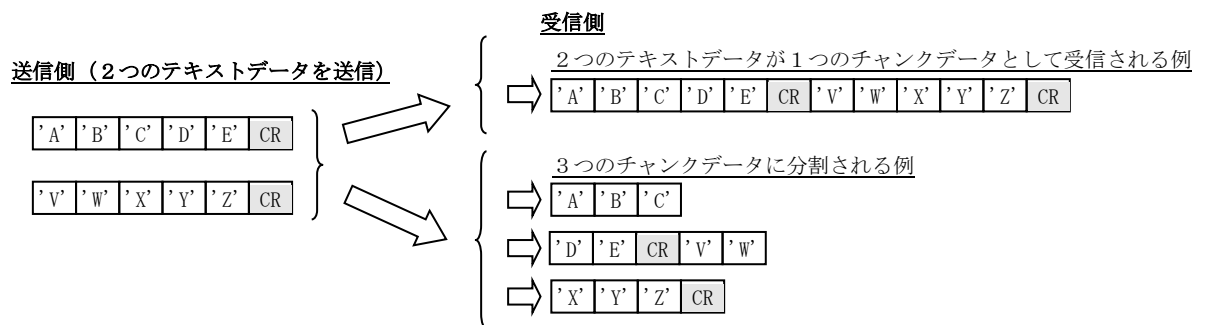 受信側
送信側（２つのテキストデータを送信）
２つのテキストデータが１つのチャンクデータとして受信される例
'A' 'B' 'C' 'D' 'E' CR 'V' 'W' 'X' 'Y' 'Z' CR
'A' 'B' 'C' 'D' 'E' CR
'V' 'W' 'X' 'Y' 'Z' CR
３つのチャンクデータに分割される例
'A' 'B' 'C'
'D' 'E' CR 'V' 'W'
'X' 'Y' 'Z' CR